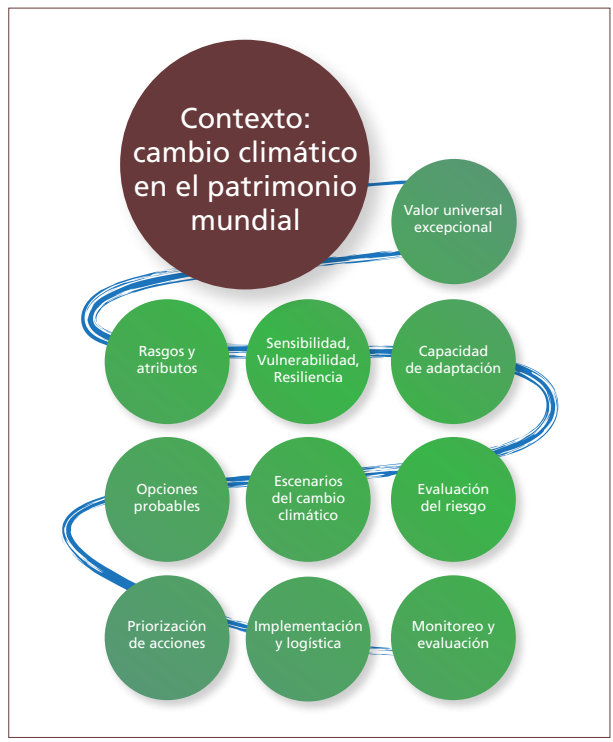 Contexto:
cambio climático
en el patrimonio
mundial
Valor universal
excepcional
Rasgos y
atributos
Sensibilidad,
Vulnerabilidad,
Resiliencia
Capacidad
de adaptación
Opciones
probables
Escenarios
del cambio
climático
Evaluación
del riesgo
Priorización
de acciones
Implementación
y logística
Monitoreo y
evaluación